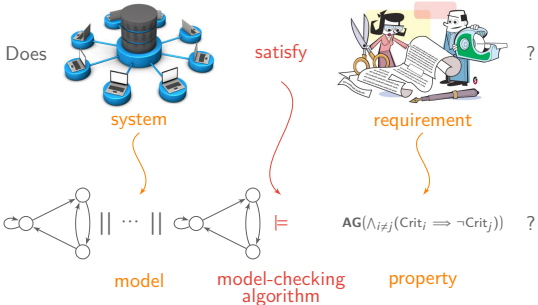 Does satisfy ?
system requirement
|| ··· || ⊨ AG(∧i≠j(Criti ⟹ ¬Critj)) ?
model model-checking property
algorithm